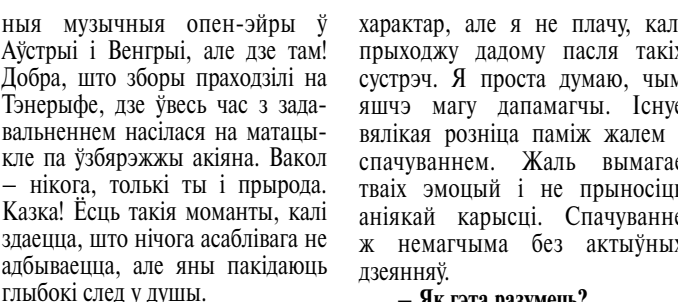 ныя музычныя опен-эйры ў
Аўстрыі і Венгрыі, але дзе там!
Добра, што зборы праходзілі на
Тэнерыфе, дзе ўвесь час з зада-
вальненнем насілася на матацы-
кле па ўзбярэжжы акіяна. Вакол
– нікога, толькі ты і прырода.
Казка! Ёсць такія моманты, калі
здаецца, што нічога асаблівага не
адбываецца, але яны пакідаюць
глыбокі след у душы.
характар, але я не плачу, кал
прыходжу дадому пасля такіх
сустрэч. Я проста думаю, чым
яшчэ магу дапамагчы. Існуе
вялікая розніца паміж жалем
спачуваннем. Жаль вымагае
тваіх эмоцый і не прыносіц
аніякай карысці. Спачуванне
ж немагчыма без актыўных
дзеянняў.
– Як гэта разумець?